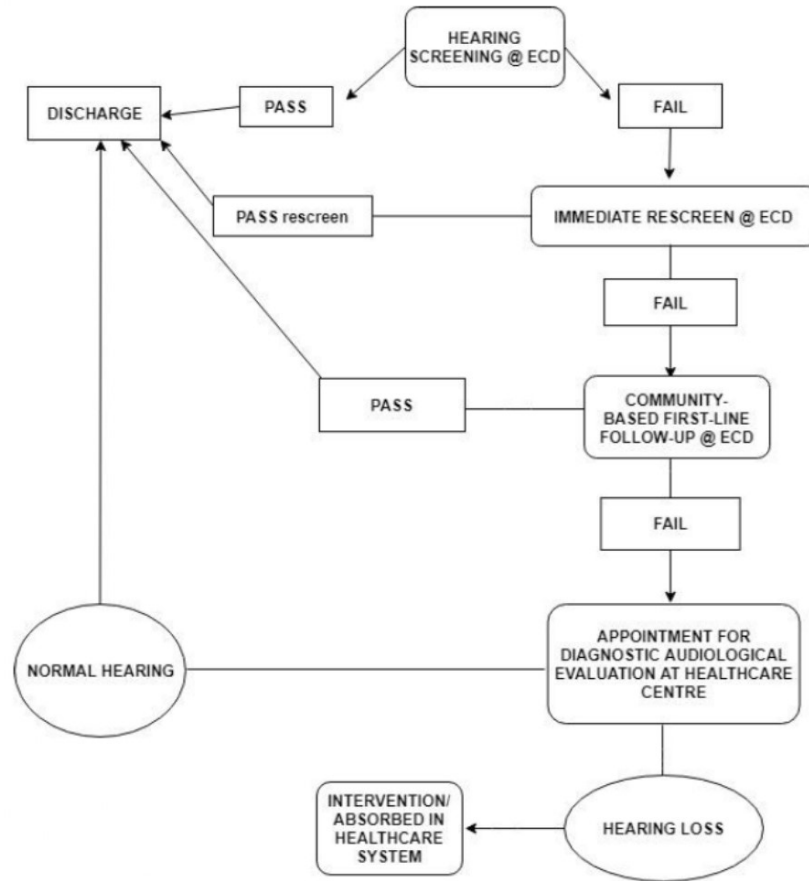 HEARING
SCREENING @ ECD
PASS
FAIL
DISCHARGE
PASS rescreen
IMMEDIATE RESCREEN @ ECD
FAIL
COMMUNITY-
BASED FIRST-LINE
FOLLOW-UP @ ECD
PASS
FAIL
APPOINTMENT FOR
DIAGNOSTIC AUDIOLOGICAL
EVALUATION AT HEALTHCARE
CENTRE
NORMAL HEARING
INTERVENTION/
ABSORBED IN
HEALTHCARE
SYSTEM
HEARING LOSS